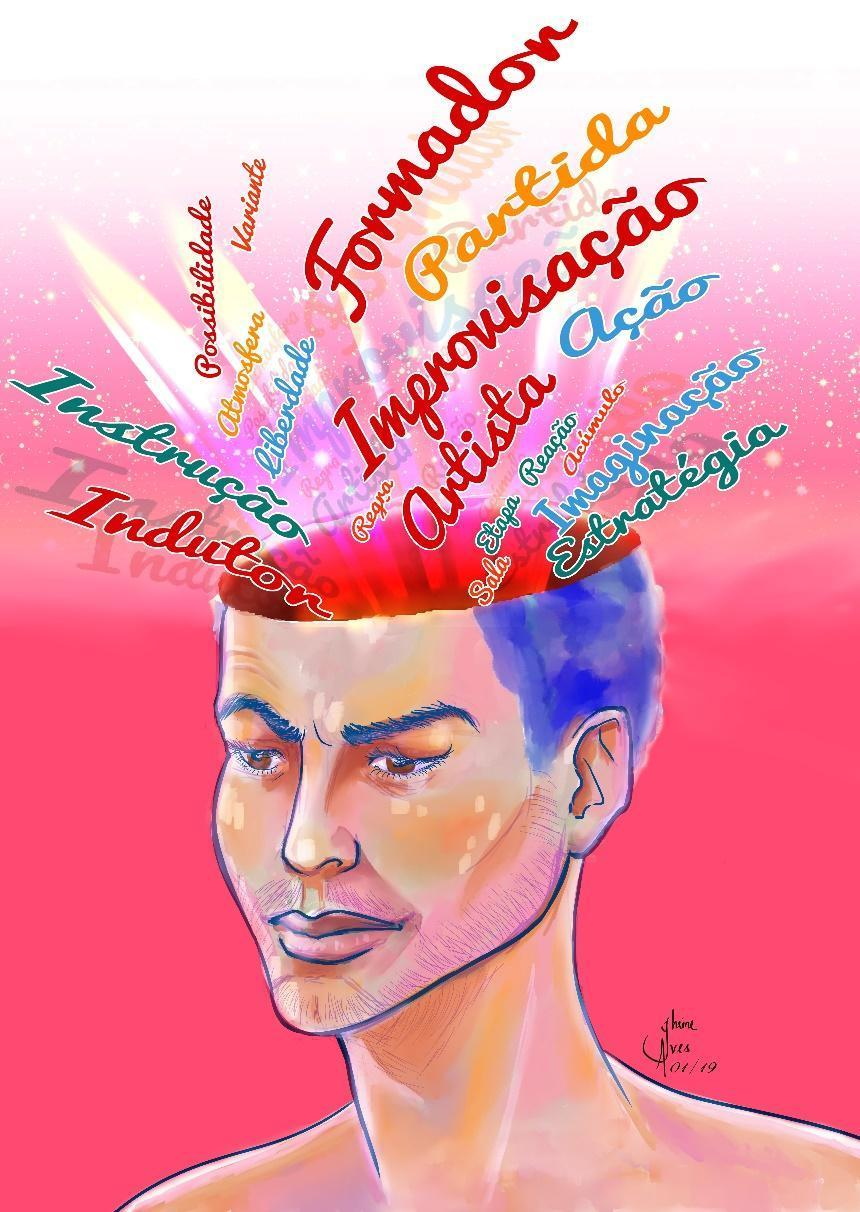 Formador
Partida
Improvisação
Variante
Possibilidade
Atmosfera
liberdade
Ação
Artista
Instrução
Indutor
Regra
Reação
Acúmulo
Imaginação
Estratégia
Etapa
Sala
Alves
01/19